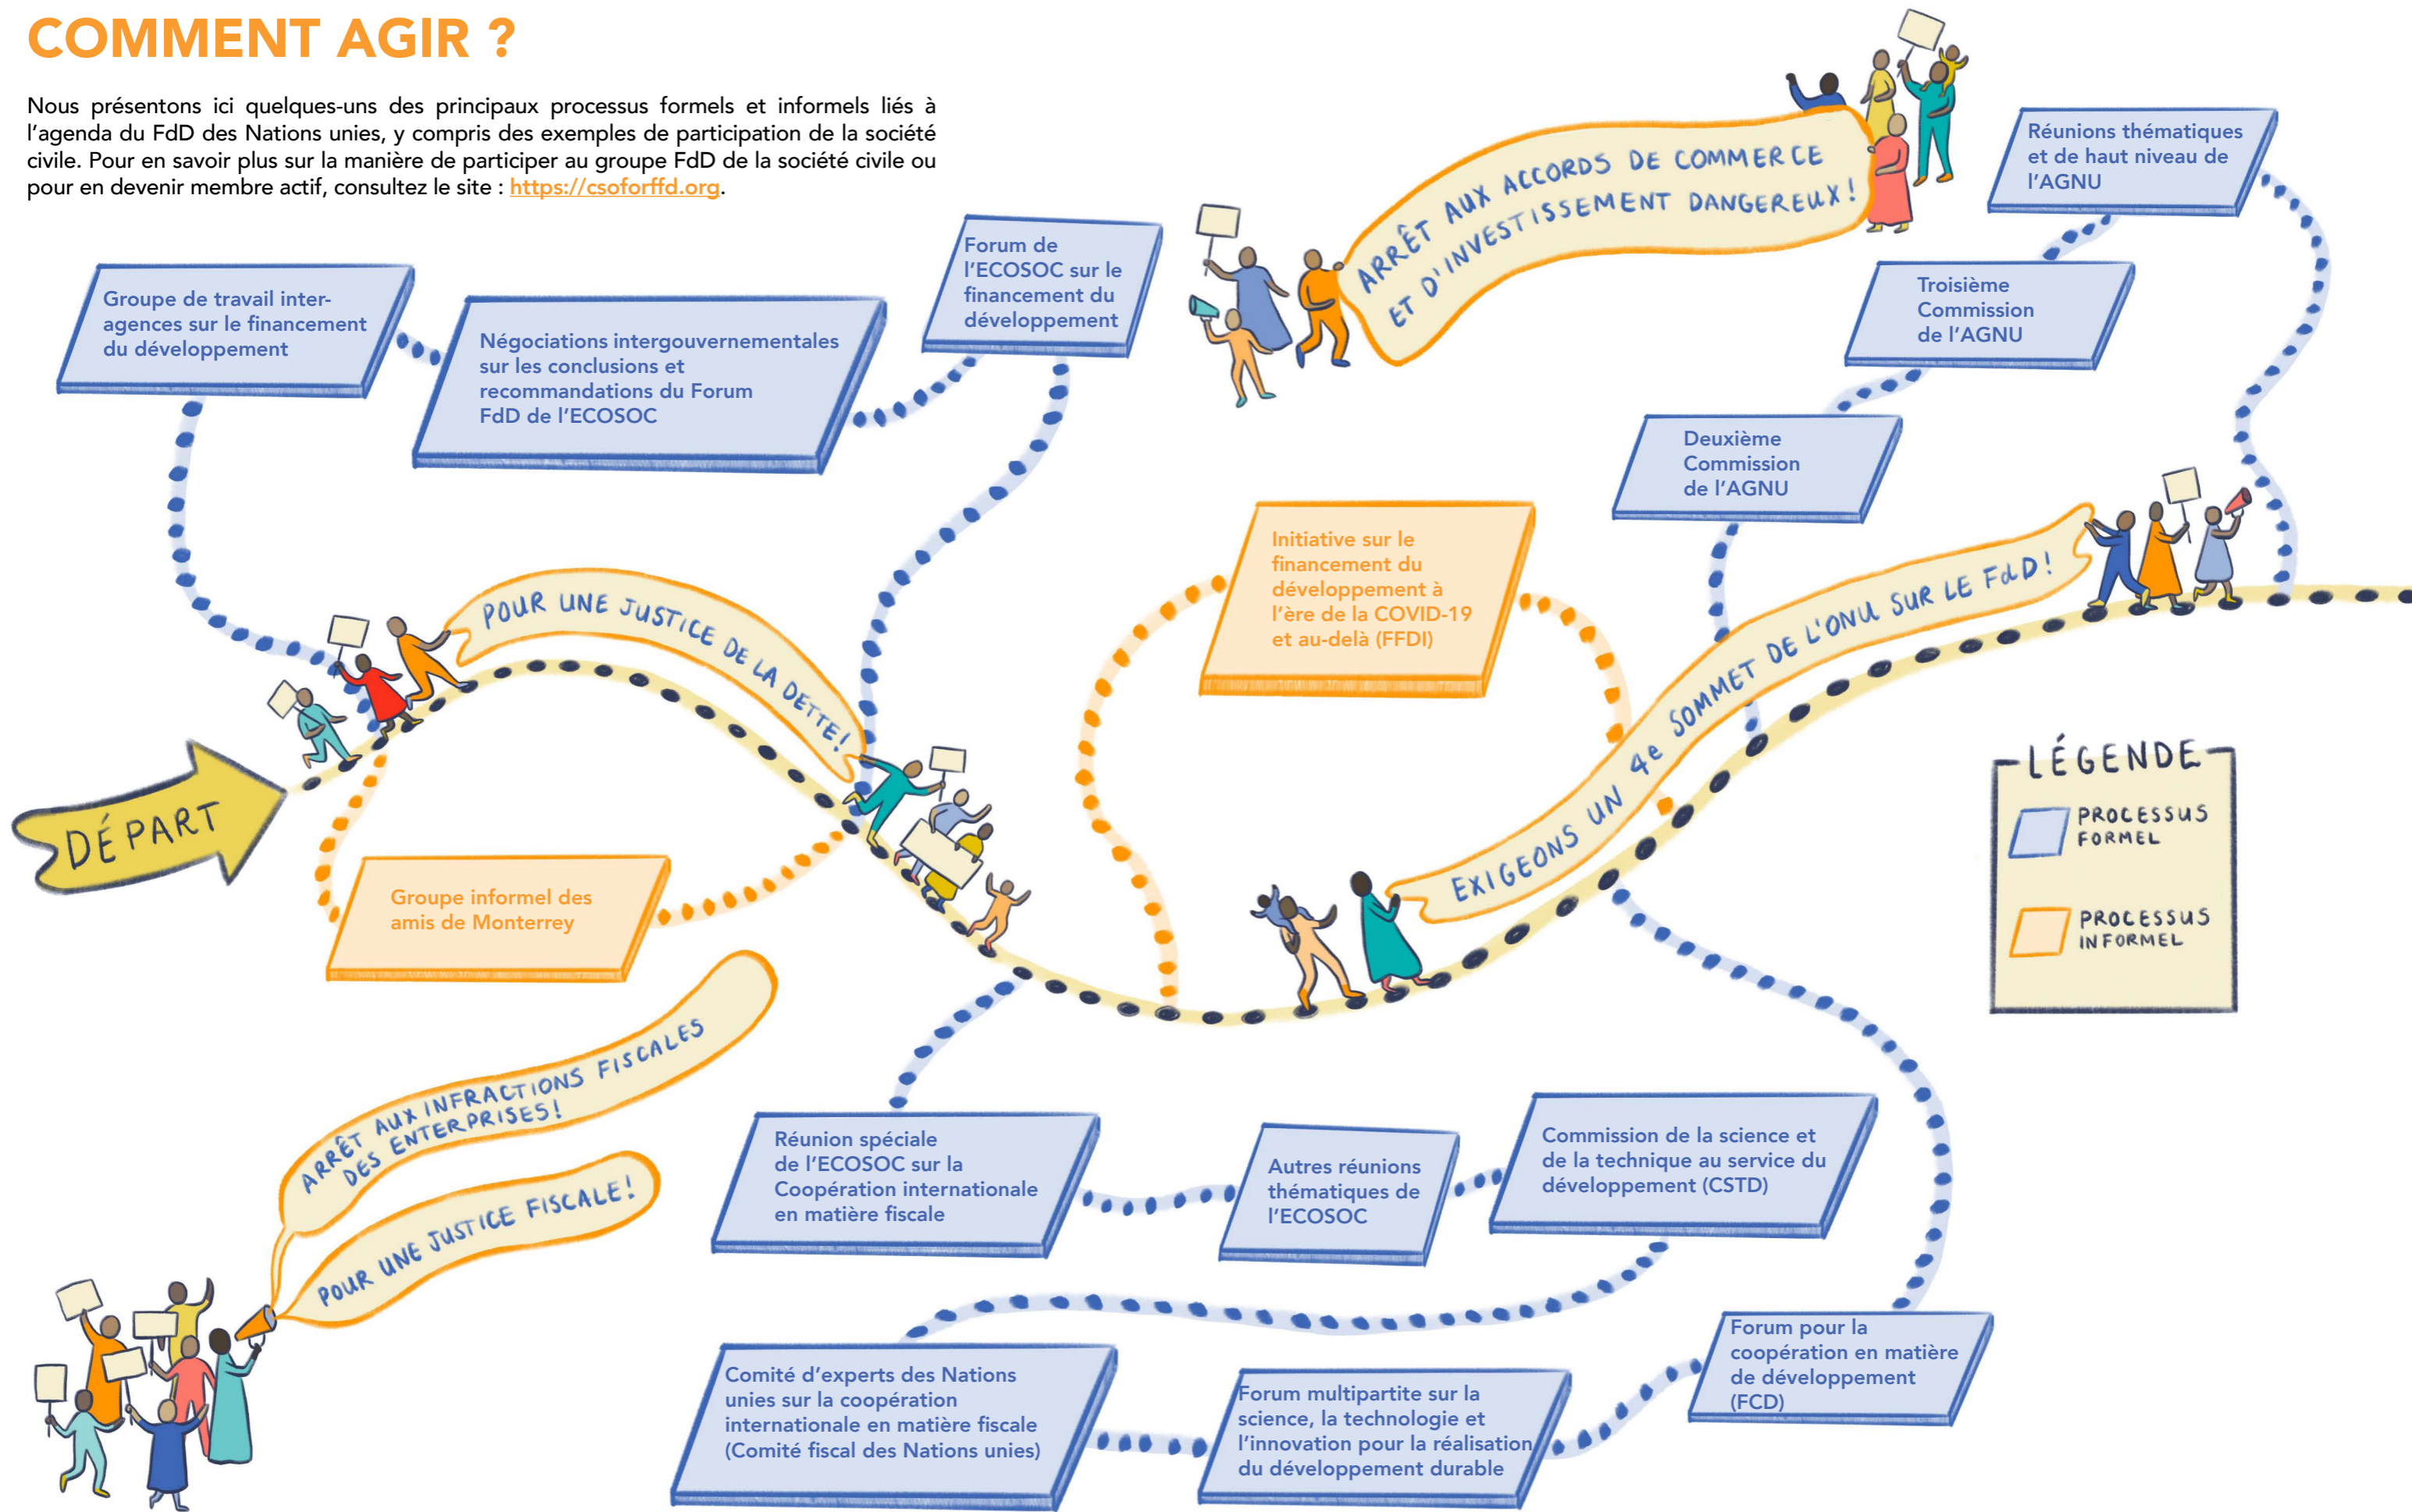 COMMENT AGIR ?
Nous présentons ici quelques-uns des principaux processus formels et informels liés à
l'agenda du FdD des Nations unies, y compris des exemples de participation de la société
civile. Pour en savoir plus sur la manière de participer au groupe FdD de la société civile ou
pour en devenir membre actif, consultez le site : https://csoforffd.org.
Groupe de travail inter-
agences sur le financement
du développement
Négociations intergouvernementales
sur les conclusions et
recommandations du Forum
FdD de l'ECOSOC
Forum de
l'ECOSOC sur le
financement du
développement
ARRÊT AUX ACCORDS DE COMMERCE
ET D'INVESTISSEMENT DANGEREUX !
Réunions thématiques
et de haut niveau de
l'AGNU
Troisième
Commission
de l'AGNU
Deuxième
Commission
de l'AGNU
Initiative sur le
financement du
développement à
l'ère de la COVID-19
et au-delà (FFDI)
POUR UNE JUSTICE DE LA DETTE !
EXIGEONS UN 4e SOMMET DE L'ONU SUR LE FdD !
DÉPART
Groupe informel des
amis de Monterrey
LÉGENDE
PROCESSUS
FORMEL
PROCESSUS
INFORMEL
ARRÊT AUX INFRACTIONS FISCALES
DES ENTERPRISES !
POUR UNE JUSTICE FISCALE !
Réunion spéciale
de l'ECOSOC sur la
Coopération internationale
en matière fiscale
Autres réunions
thématiques de
l'ECOSOC
Commission de la science et
de la technique au service du
développement (CSTD)
Comité d'experts des Nations
unies sur la coopération
internationale en matière fiscale
(Comité fiscal des Nations unies)
Forum multipartite sur la
science, la technologie et
l'innovation pour la réalisation
du développement durable
Forum pour la
coopération en matière
de développement
(FCD)